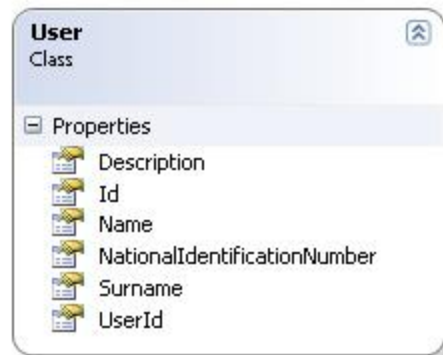 User
Class
Properties
Description
Id
Name
NationalIdentificationNumber
Surname
UserId